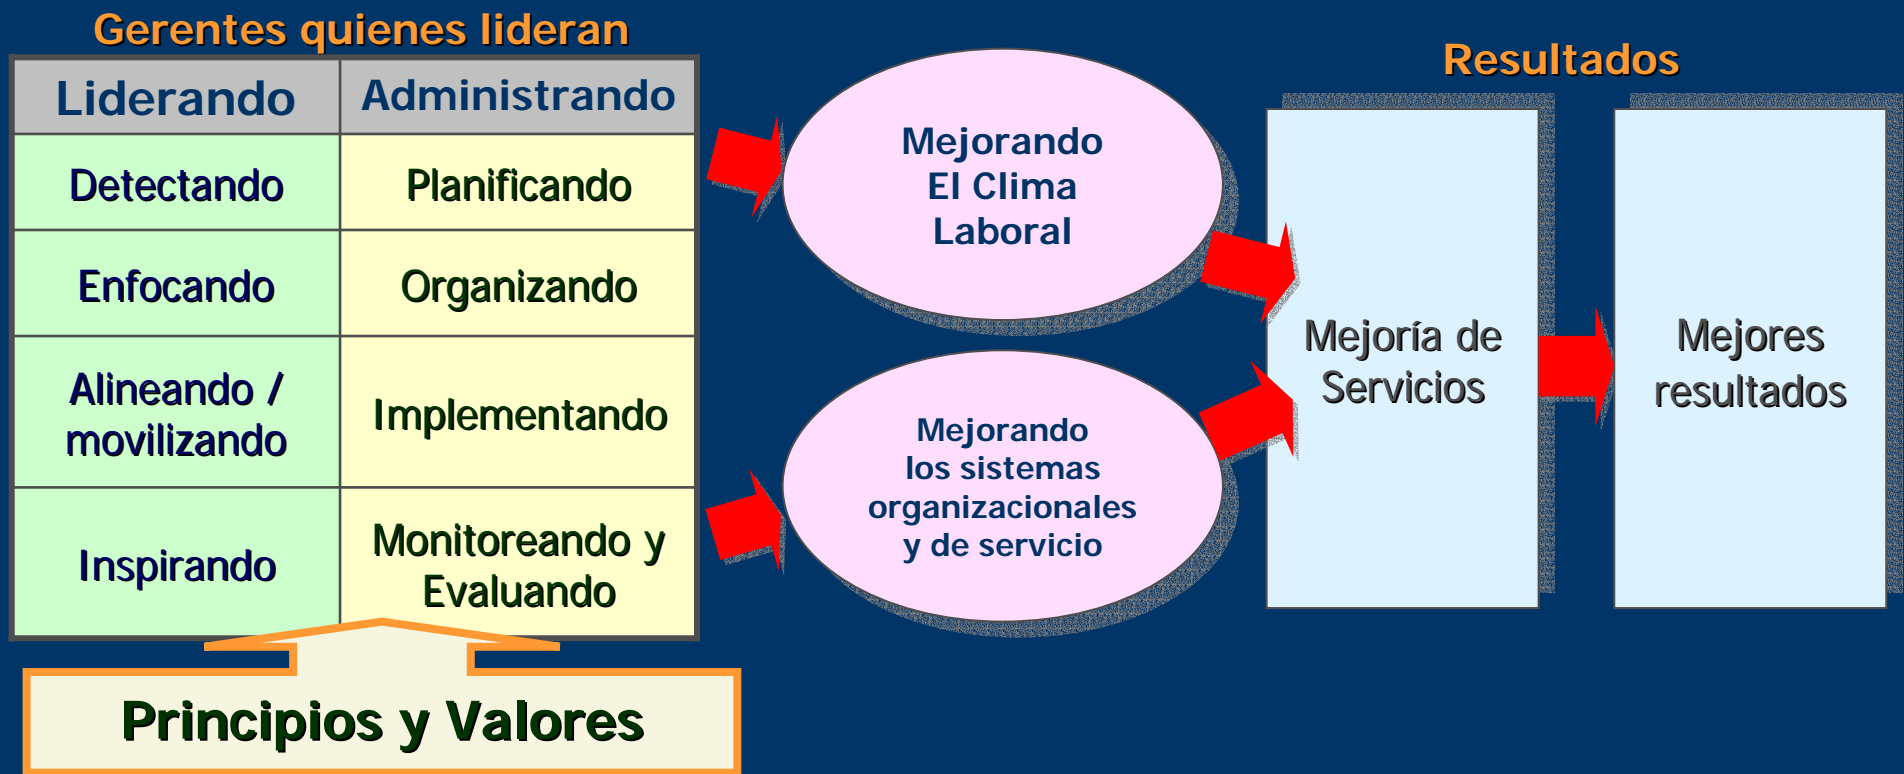 Gerentes quienes lideran
Liderando
Administrando
Detectando
Planificando
Enfocando
Organizando
Alineando /
movilizando
Implementando
Inspirando
Monitoreando y
Evaluando
Principios y Valores
Mejorando
El Clima
Laboral
Mejorando
los sistemas
organizacionales
y de servicio
Resultados
Mejoría de
Servicios
Mejores
resultados